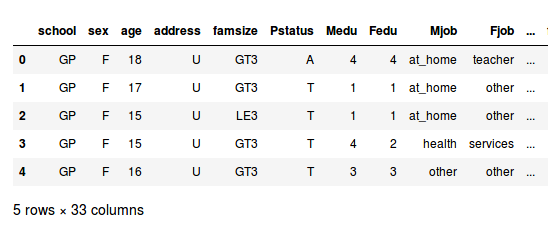 school sex age address famsize Pstatus Medu Fedu Mjob Fjob ...
0 GP F 18 U GT3 A 4 4 at_home teacher ...
1 GP F 17 U GT3 T 1 1 at_home other ...
2 GP F 15 U LE3 T 1 1 at_home other ...
3 GP F 15 U GT3 T 4 2 health services ...
4 GP F 16 U GT3 T 3 3 other other ...
5 rows × 33 columns